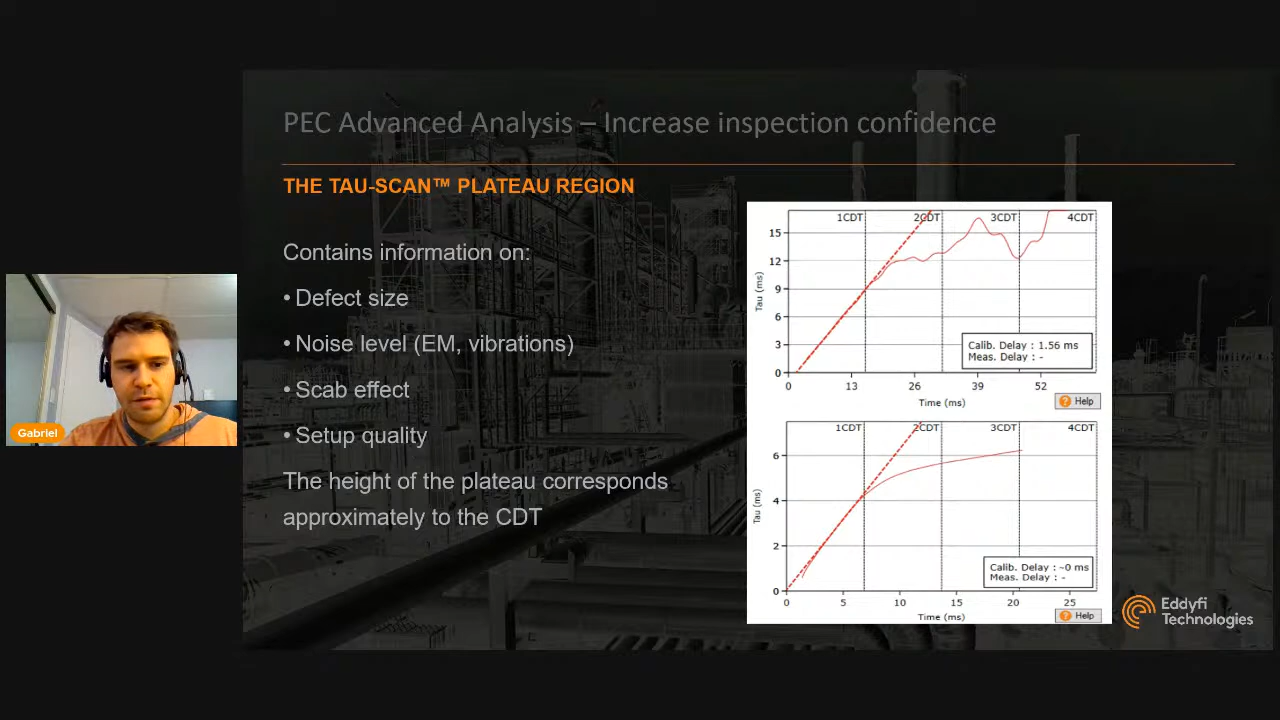 PEC Advanced Analysis – Increase inspection confidence
THE TAU-SCAN™ PLATEAU REGION
Contains information on:
• Defect size
• Noise level (EM, vibrations)
• Scab effect
• Setup quality
The height of the plateau corresponds
approximately to the CDT
Gabriel
1CDT 2CDT 3CDT 4CDT
15
12
9
6
3
0
Tau (ms)
Calib. Delay : 1.56 ms
Meas. Delay : -
0 13 26 39 52
Time (ms)
? Help
1CDT 2CDT 3CDT 4CDT
6
4
2
0
Tau (ms)
Calib. Delay : ~0 ms
Meas. Delay : -
0 5 10 15 20 25
Time (ms)
? Help
Eddyfi
Technologies